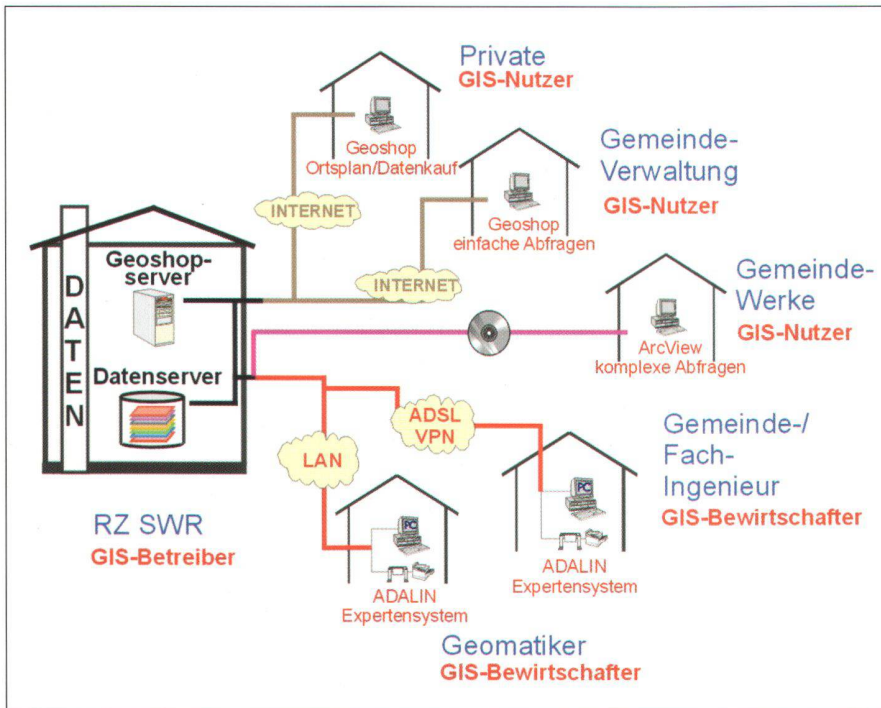 Private
GIS-Nutzer
Geoshop
Ortsplan/Datenkauf
INTERNET
Gemeinde-
Verwaltung
GIS-Nutzer
Geoshop
einfache Abfragen
INTERNET
DATEN
Geoshop-
server
Datenserver
RZ SWR
GIS-Betreiber
Gemeinde-
Werke
GIS-Nutzer
ArcView
komplexe Abfragen
ADSL
VPN
LAN
Gemeinde-/
Fach-
Ingenieur
GIS-Bewirtschafter
PC
ADALIN
Expertensystem
PC
ADALIN
Expertensystem
Geomatiker
GIS-Bewirtschafter